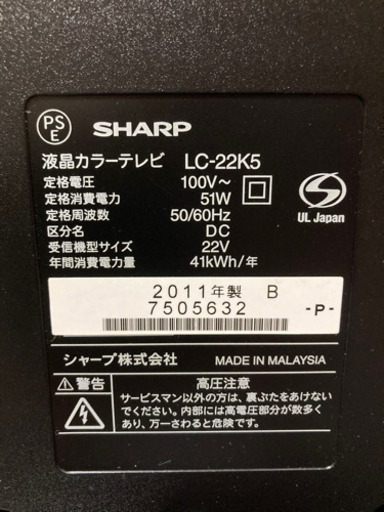 PS
E
SHARP
液晶カラーテレビ LC-22K5
定格電圧 100V~
定格消費電力 51W
定格周波数 50/60Hz
区分名 DC
受信機型サイズ 22V
年間消費電力量 41kWh/年
S
UL Japan
2011年製 B
7505632
-P-
シャープ株式会社 MADE IN MALAYSIA
警告 高圧注意
サービスマン以外の方は、裏ぶたをあけない
でください。内部には高電圧部分が数多く
あり、万一さわると危険です。